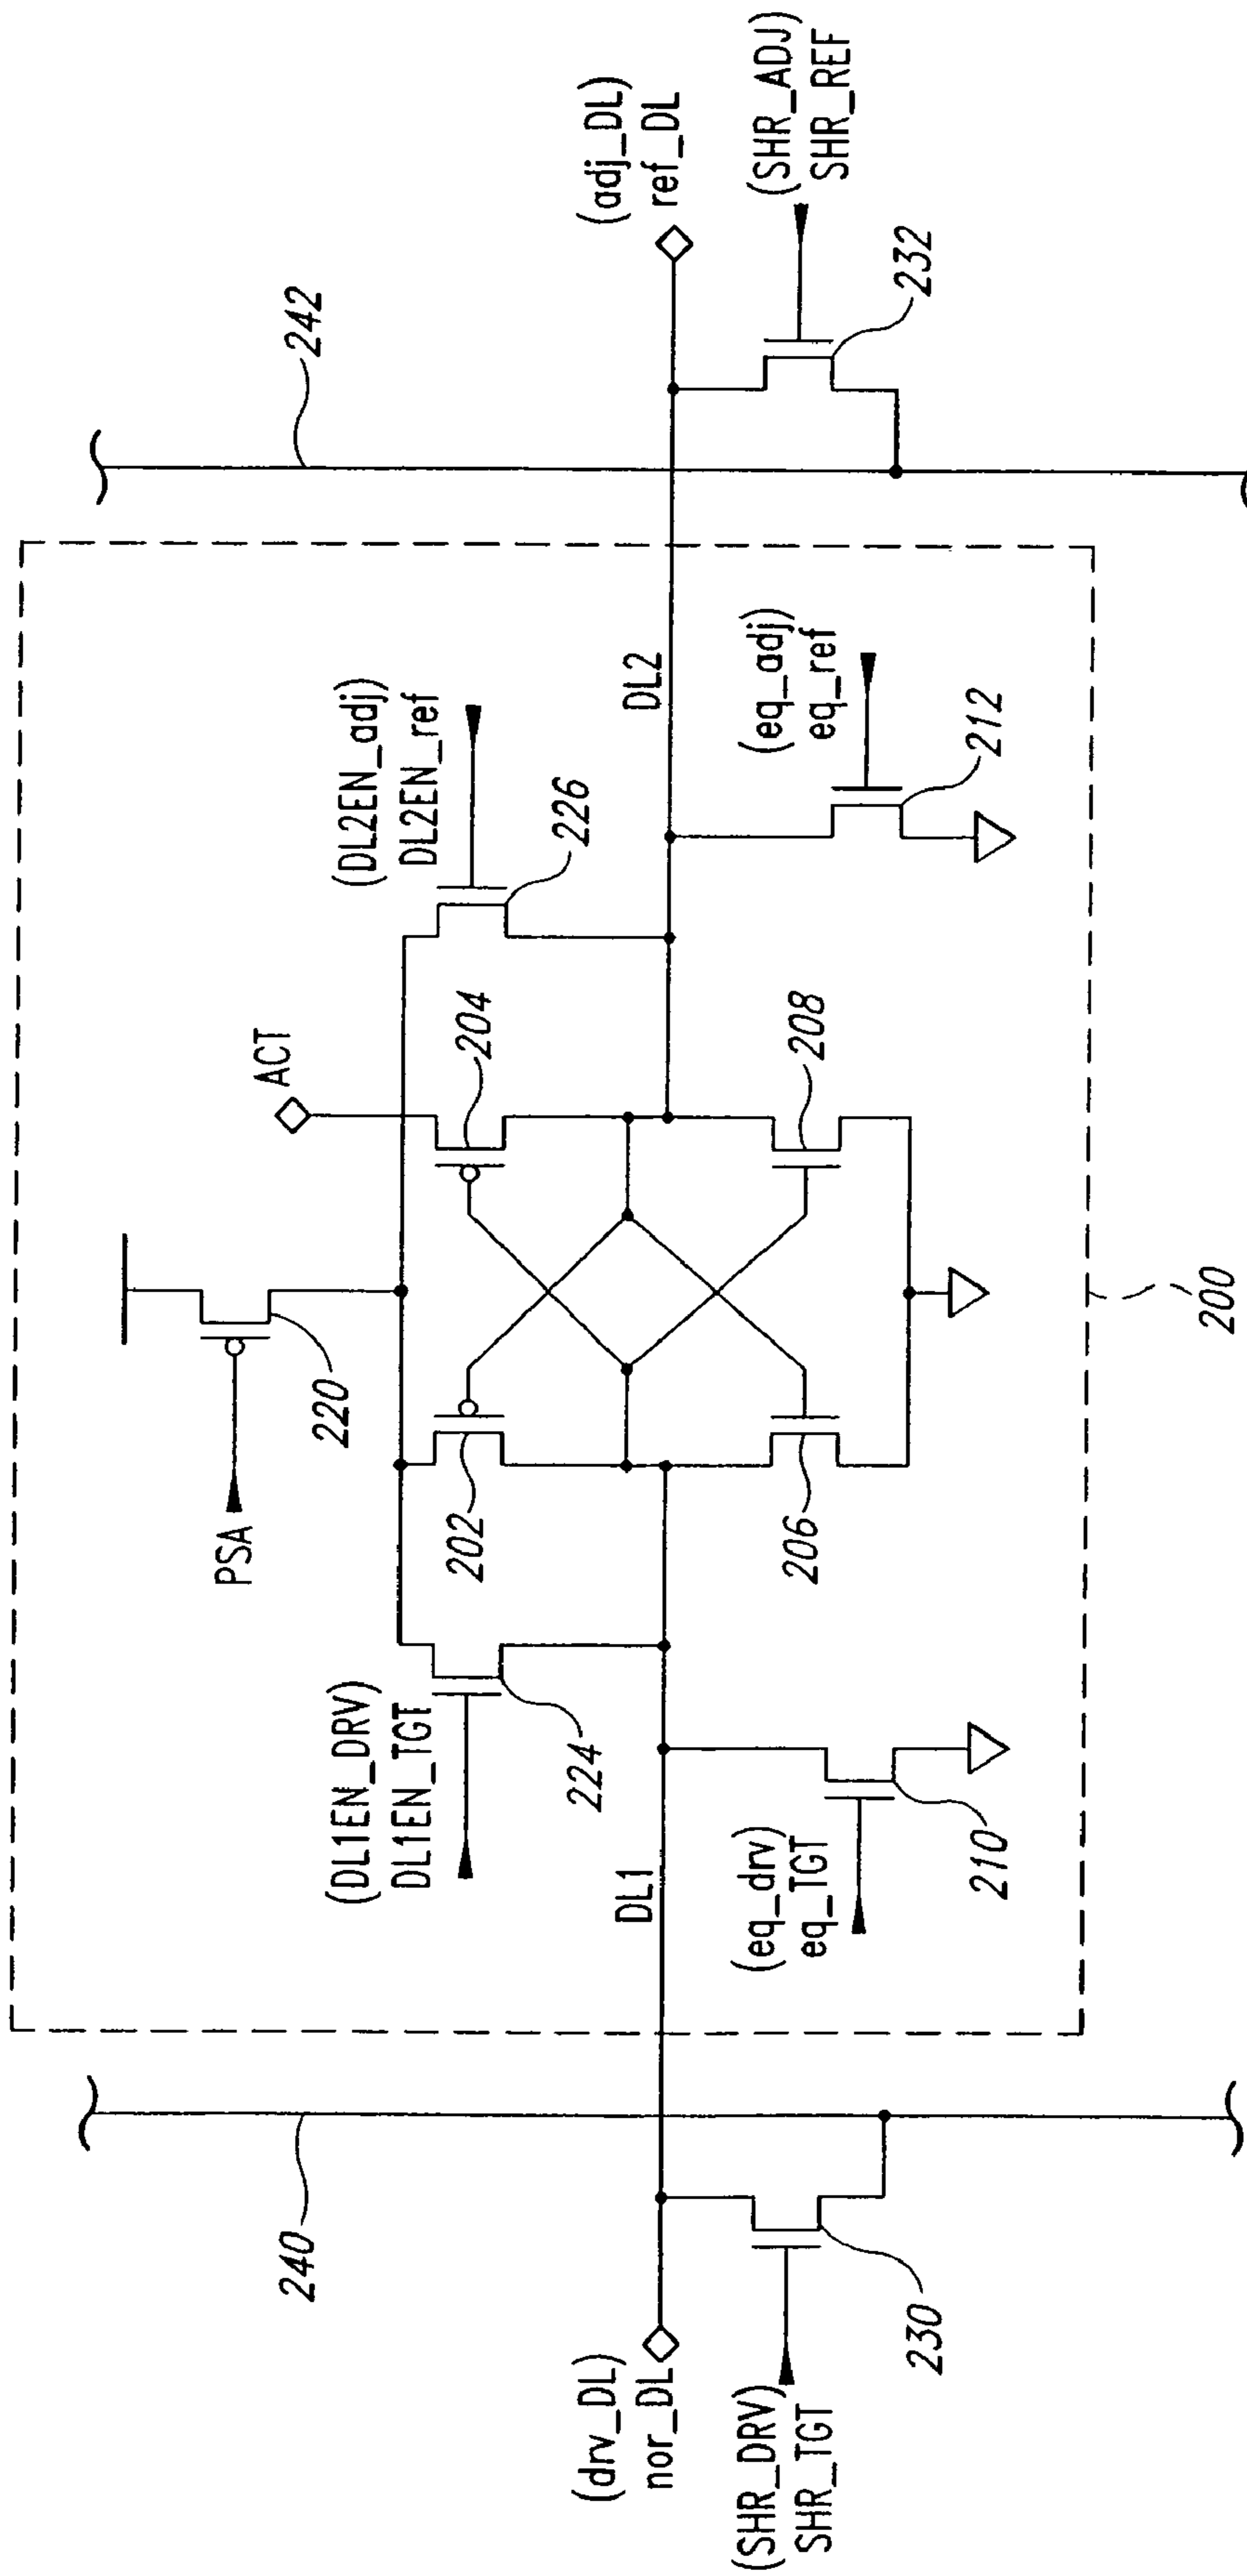 240
242
PSA
220
ACT
(DL1EN_DRV)
DL1EN_TGT
224
202
204
(DL2EN_adj)
DL2EN_ref
226
(drv_DL)
nor_DL
DL1
DL2
(adj_DL)
ref_DL
(SHR_DRV)
SHR_TGT
230
(eq_drv)
eq_TGT
210
206
208
(eq_adj)
eq_ref
212
(SHR_ADJ)
SHR_REF
232
200